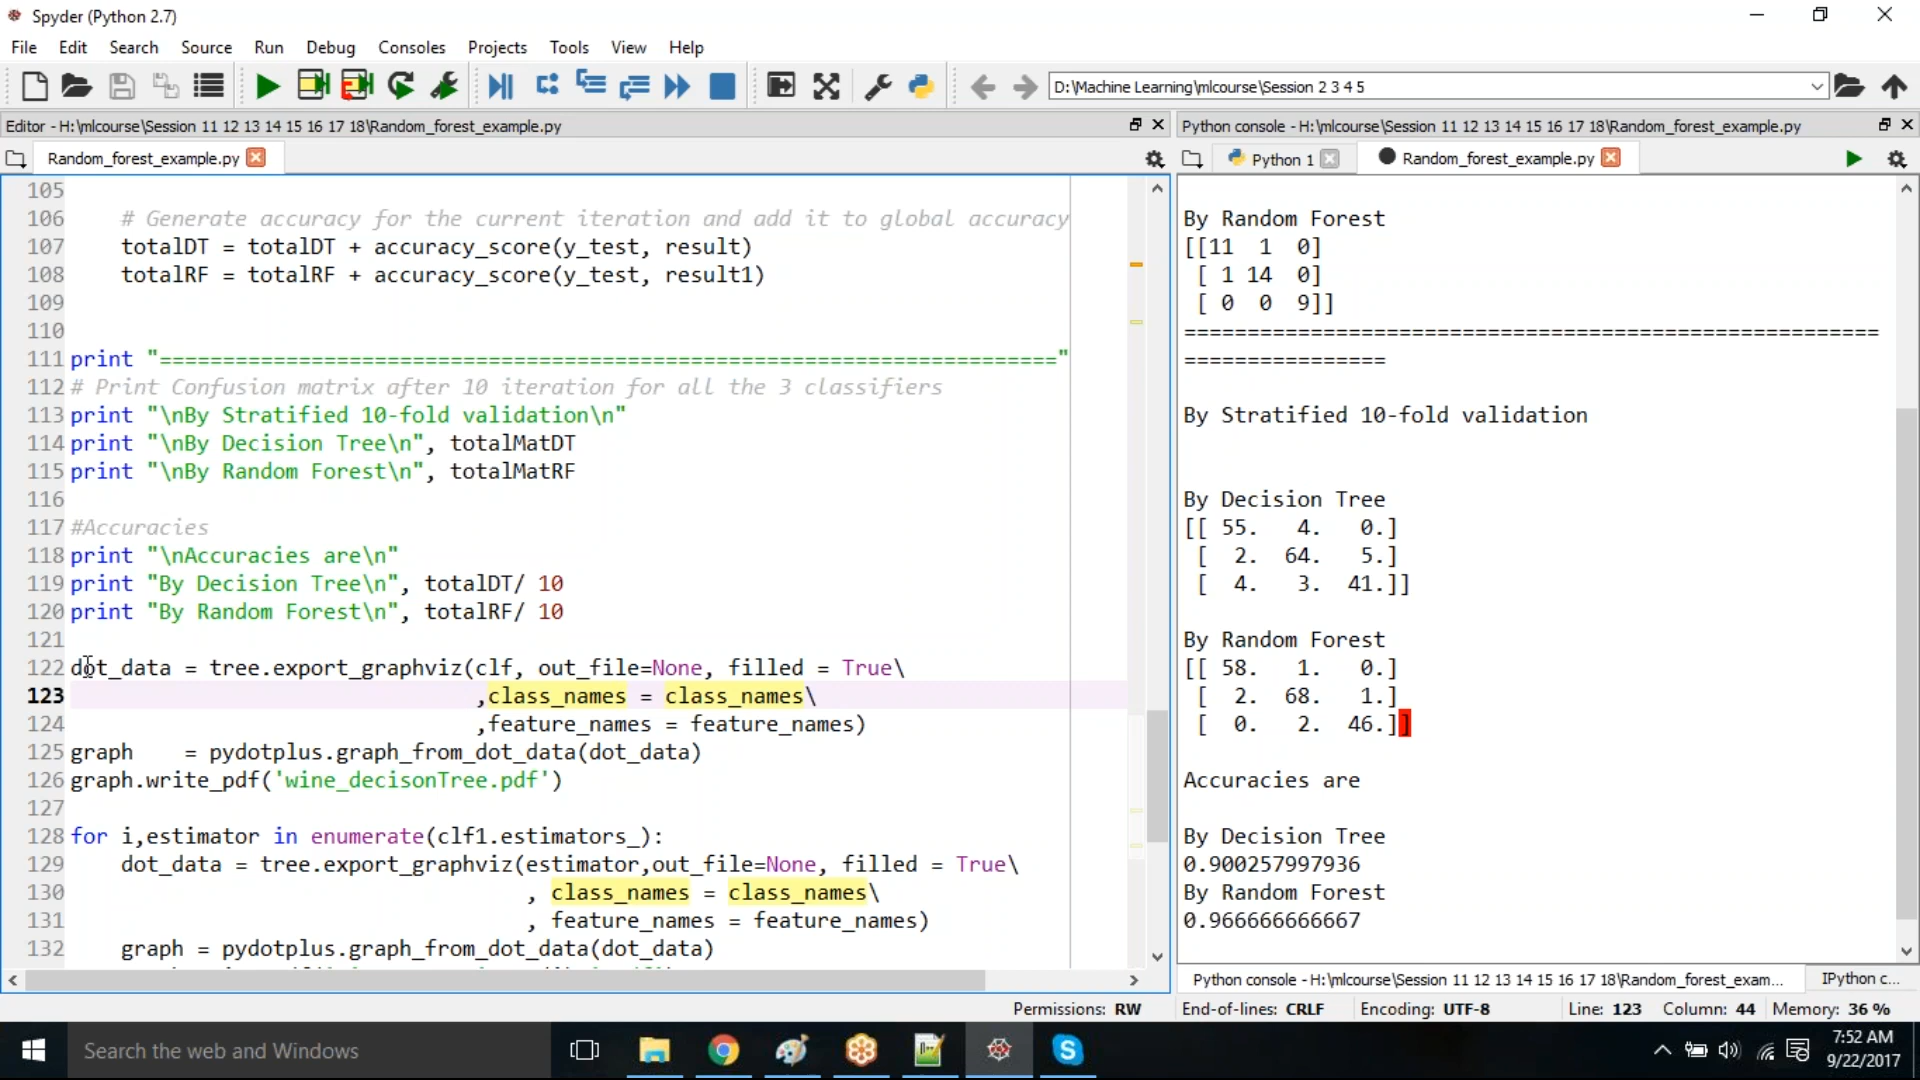 Spyder (Python 2.7)
File Edit Search Source Run Debug Consoles Projects Tools View Help
D:\Machine Learning\mlcourse\Session 2 3 4 5
Editor - H:\mlcourse\Session 11 12 13 14 15 16 17 18\Random_forest_example.py
Random_forest_example.py
105
106     # Generate accuracy for the current iteration and add it to global accuracy
107     totalDT = totalDT + accuracy_score(y_test, result)
108     totalRF = totalRF + accuracy_score(y_test, result1)
109
110
111 print "======================================================================="
112 # Print Confusion matrix after 10 iteration for all the 3 classifiers
113 print "\nBy Stratified 10-fold validation\n"
114 print "\nBy Decision Tree\n", totalMatDT
115 print "\nBy Random Forest\n", totalMatRF
116
117 #Accuracies
118 print "\nAccuracies are\n"
119 print "By Decision Tree\n", totalDT/ 10
120 print "By Random Forest\n", totalRF/ 10
121
122 dot_data = tree.export_graphviz(clf, out_file=None, filled = True\
123                                 ,class_names = class_names\
124                                 ,feature_names = feature_names)
125 graph    = pydotplus.graph_from_dot_data(dot_data)
126 graph.write_pdf('wine_decisonTree.pdf')
127
128 for i,estimator in enumerate(clf1.estimators_):
129     dot_data = tree.export_graphviz(estimator,out_file=None, filled = True\
130                                     , class_names = class_names\
131                                     , feature_names = feature_names)
132     graph = pydotplus.graph_from_dot_data(dot_data)
Python console - H:\mlcourse\Session 11 12 13 14 15 16 17 18\Random_forest_example.py
Python 1 Random_forest_example.py
By Random Forest
[[11  1  0]
 [ 1 14  0]
 [ 0  0  9]]
=======================================================
================
By Stratified 10-fold validation
By Decision Tree
[[ 55.   4.   0.]
 [  2.  64.   5.]
 [  4.   3.  41.]]
By Random Forest
[[ 58.   1.   0.]
 [  2.  68.   1.]
 [  0.   2.  46.]]
Accuracies are
By Decision Tree
0.900257997936
By Random Forest
0.966666666667
Python console - H:\mlcourse\Session 11 12 13 14 15 16 17 18\Random_forest_exam... IPython c...
Permissions: RW End-of-lines: CRLF Encoding: UTF-8 Line: 123 Column: 44 Memory: 36 %
Search the web and Windows
7:52 AM
9/22/2017